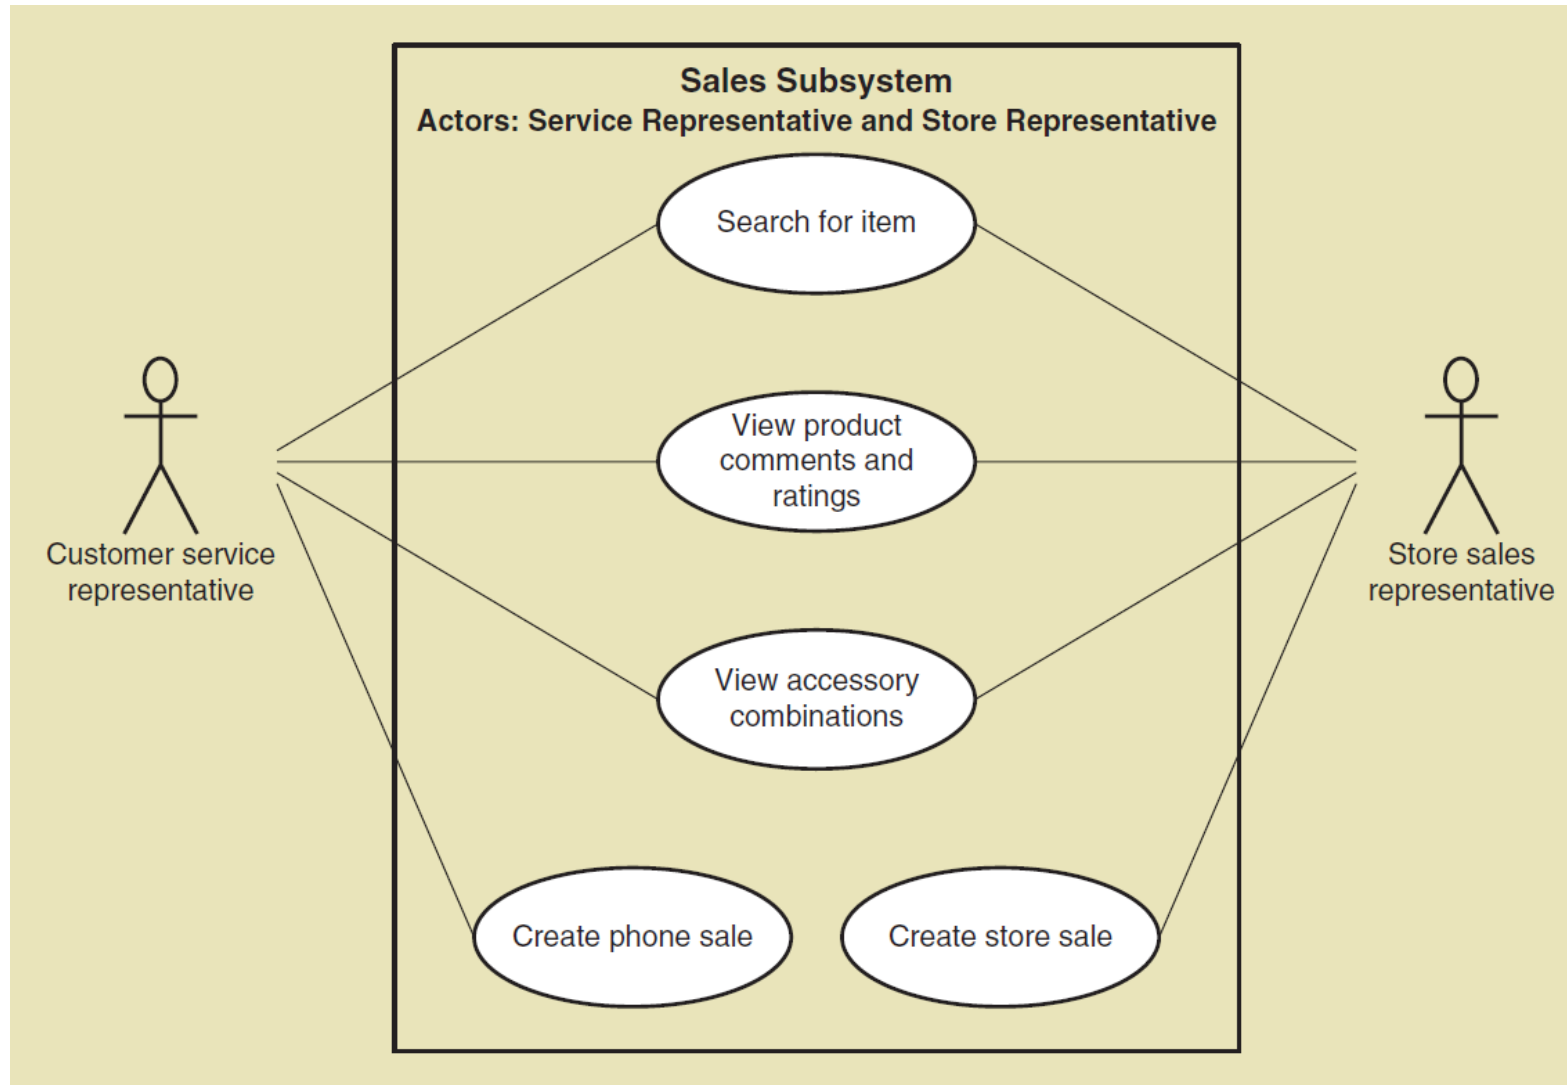 Sales Subsystem
Actors: Service Representative and Store Representative
Search for item
View product
comments and
ratings
Customer service
representative
Store sales
representative
View accessory
combinations
Create phone sale
Create store sale